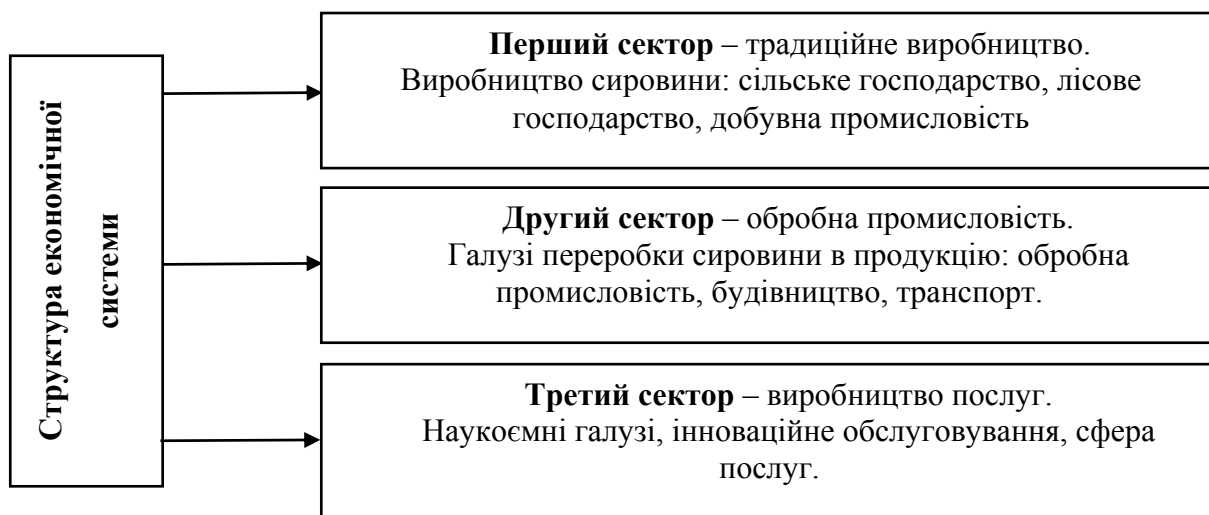 Структура економічної
системи
Перший сектор – традиційне виробництво.
Виробництво сировини: сільське господарство, лісове
господарство, добувна промисловість
Другий сектор – обробна промисловість.
Галузі переробки сировини в продукцію: обробна
промисловість, будівництво, транспорт.
Третий сектор – виробництво послуг.
Наукоємні галузі, інноваційне обслуговування, сфера
послуг.